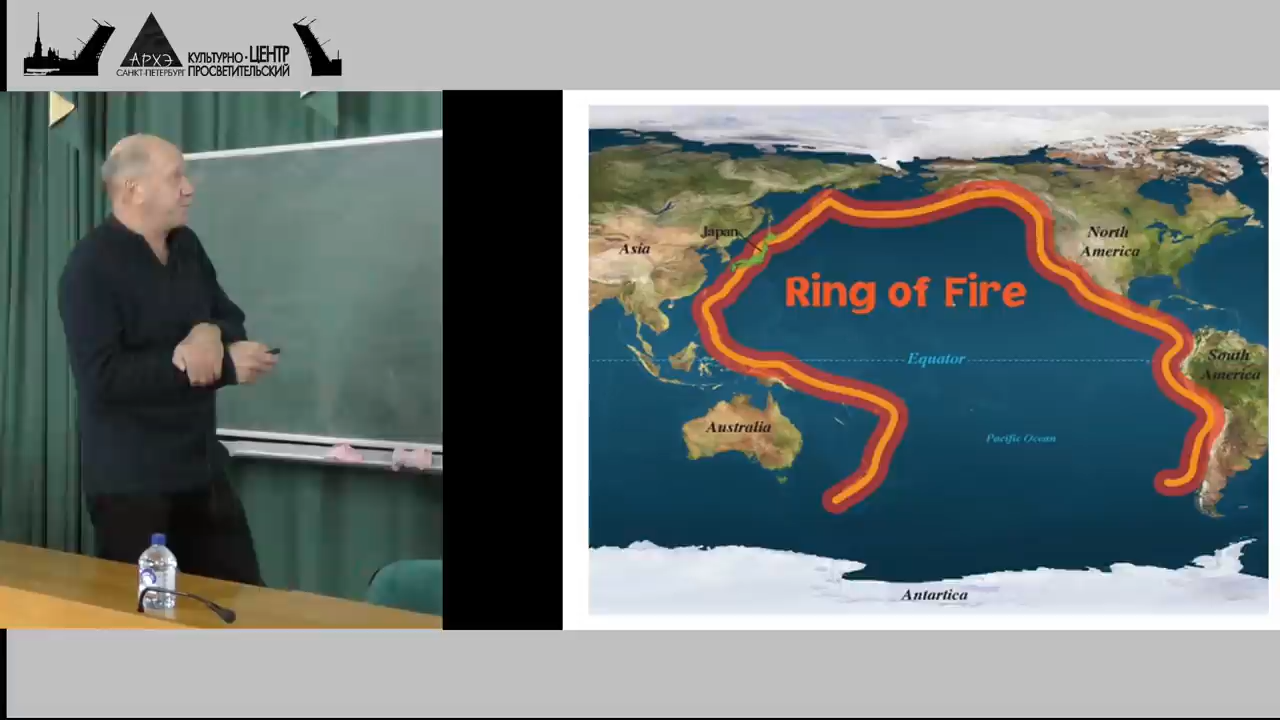 АРХЭ
САНКТ-ПЕТЕРБУРГ
КУЛЬТУРНО-ЦЕНТР
ПРОСВЕТИТЕЛЬСКИЙ
Japan
Asia
North
America
Ring of Fire
Equator
South
America
Australia
Pacific Ocean
Antartica